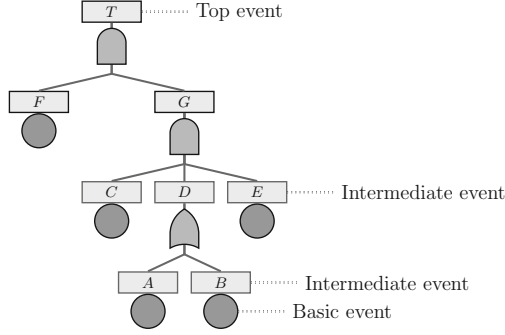 T Top event
F G
C D E Intermediate event
A B Intermediate event
Basic event